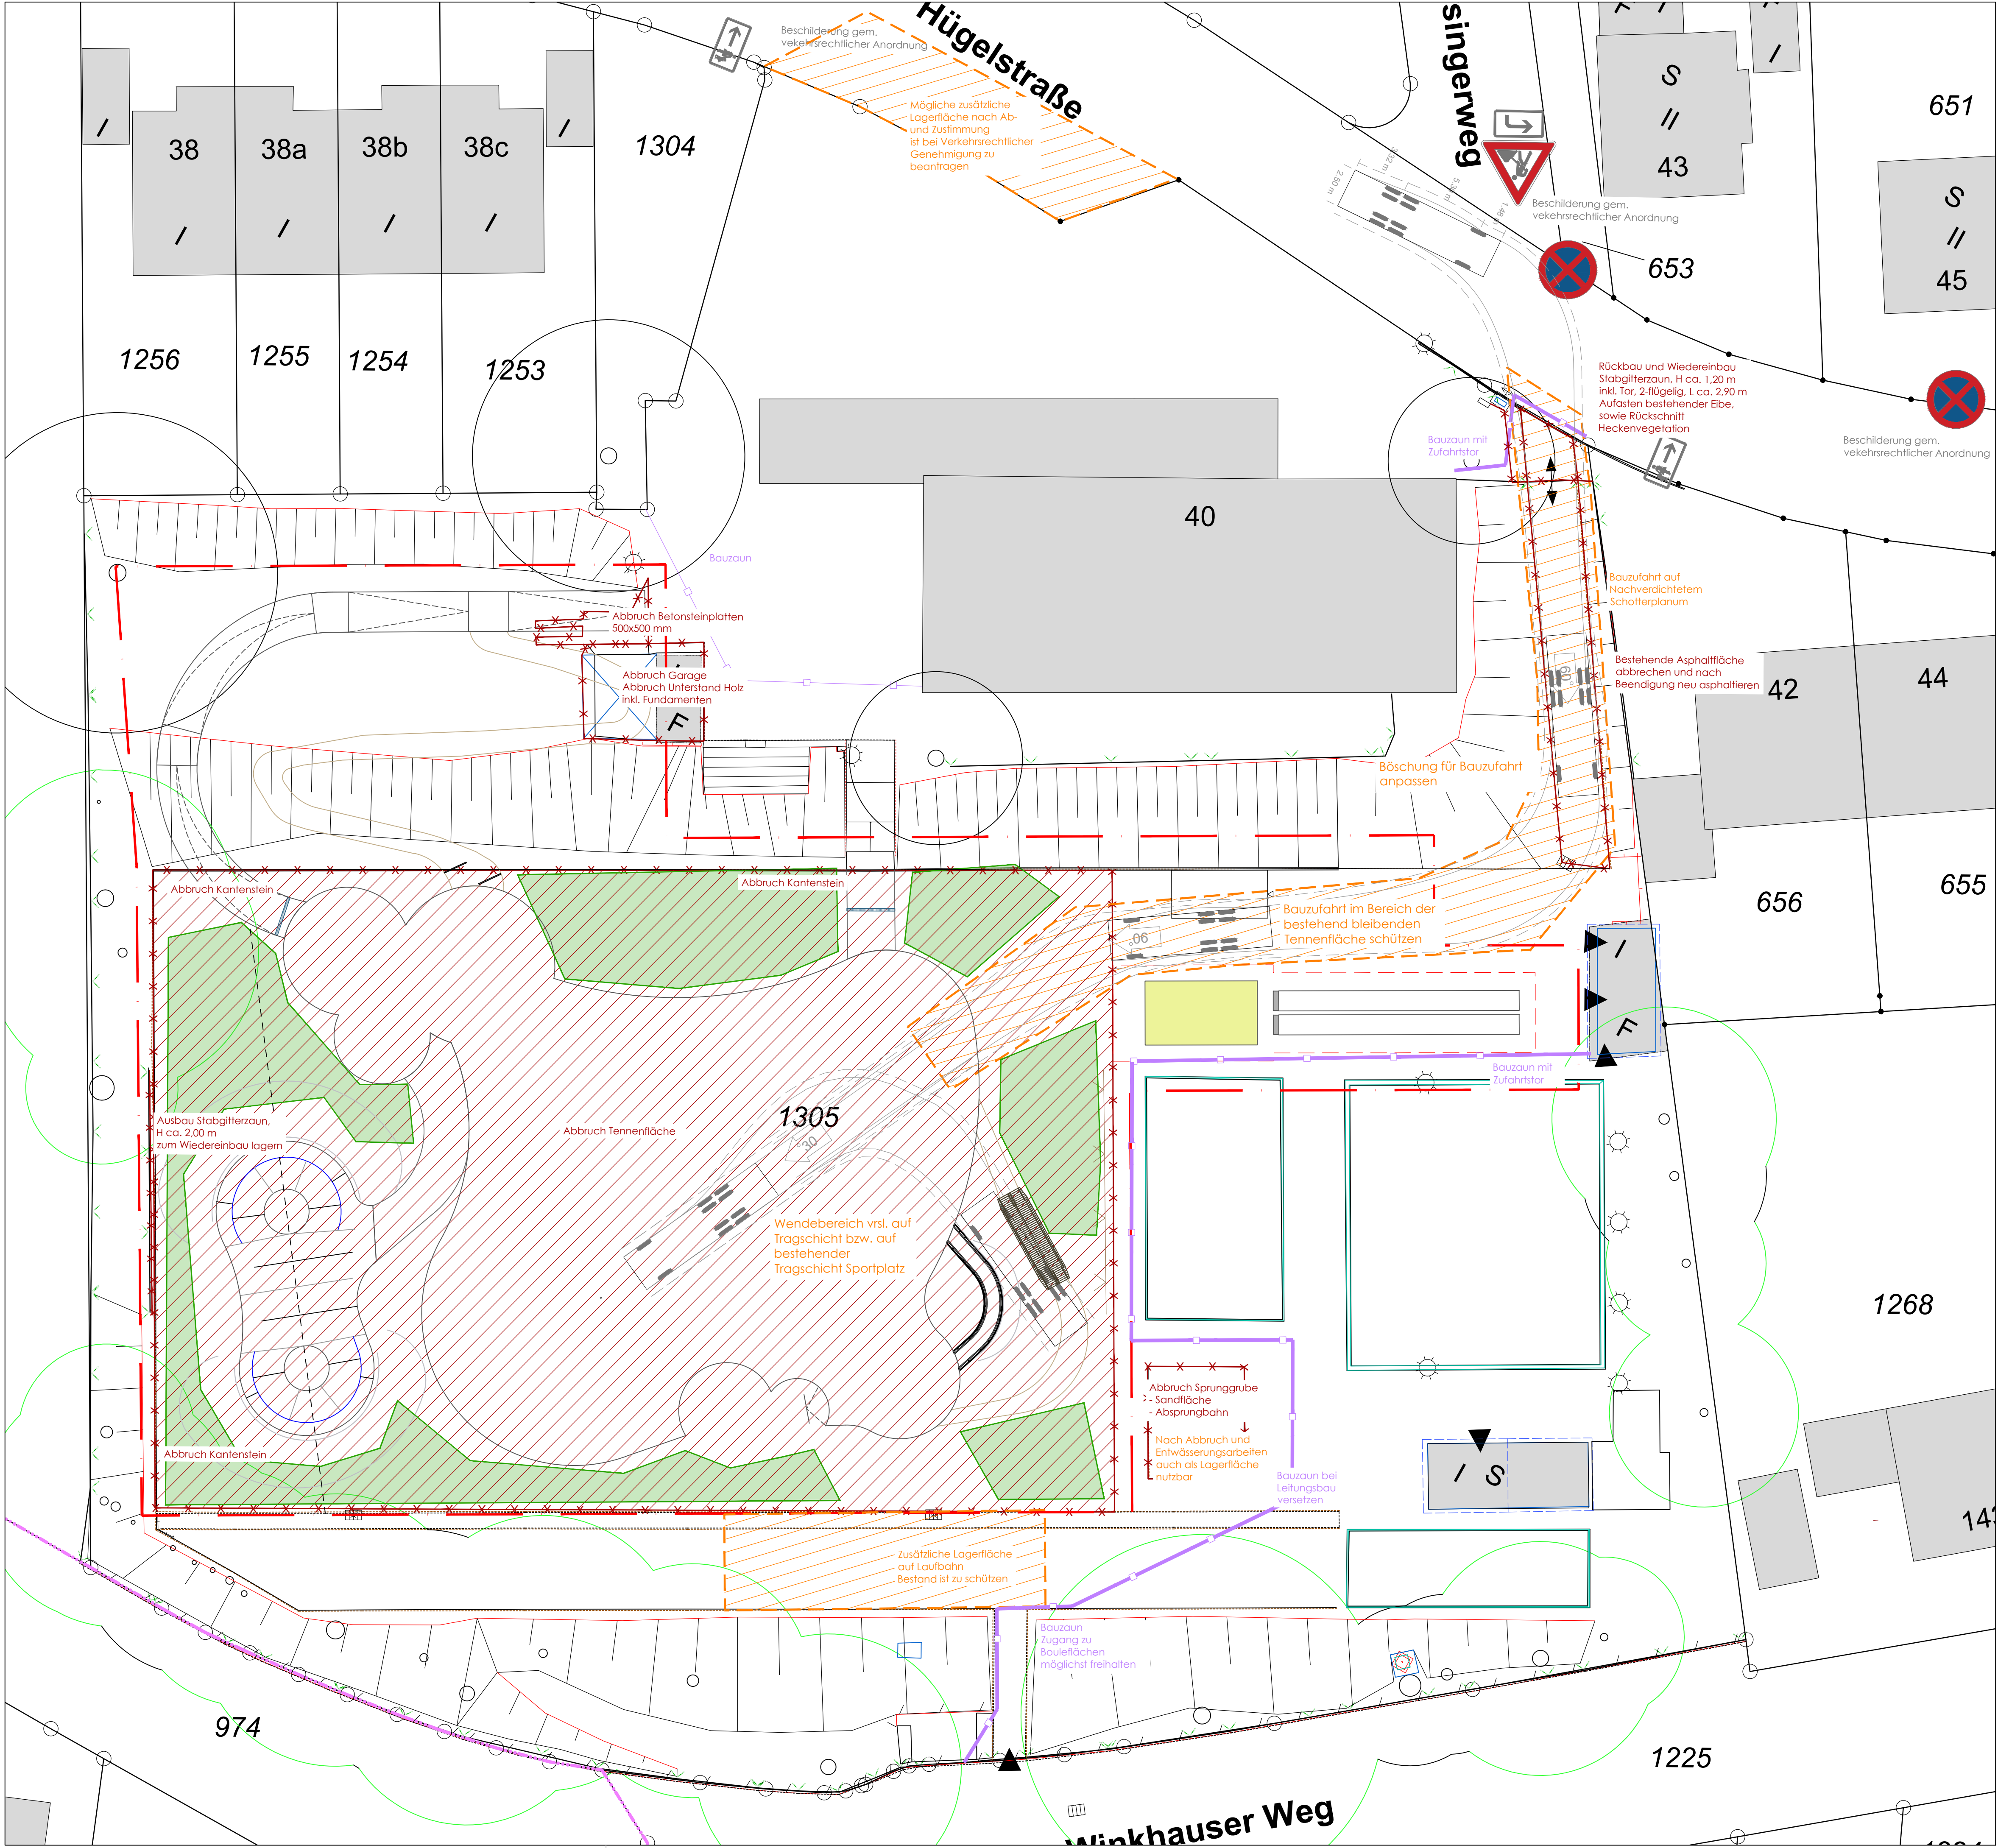 Hügelstraße
singerweg
Beschilderung gem.
vekehrsrechtlicher Anordnung
Mögliche zusätzliche
Lagerfläche nach Ab-
und Zustimmung
ist bei Verkehrsrechtlicher
Genehmigung zu
beantragen
38
38a
38b
38c
1304
S
II
43
651
S
II
45
2.50 m
Beschilderung gem.
vekehrsrechtlicher Anordnung
653
1256
1255
1254
1253
Rückbau und Wiedereinbau
Stabgitterzaun, H ca. 1,20 m
inkl. Tor, 2-flügelig, L ca. 2,90 m
Aufasten bestehender Eibe,
sowie Rückschnitt
Heckenvegetation
Beschilderung gem.
vekehrsrechtlicher Anordnung
Bauzaun mit
Zufahrtstor
40
Bauzaun
Bauzufahrt auf
Nachverdichtetem
Schotterplanum
Abbruch Betonsteinplatten
500x500 mm
Abbruch Garage
Abbruch Unterstand Holz
inkl. Fundamenten
F
Bestehende Asphaltfläche
abbrechen und nach
Beendigung neu asphaltieren
42
44
Böschung für Bauzufahrt
anpassen
Abbruch Kantenstein
Abbruch Kantenstein
656
655
Bauzufahrt im Bereich der
bestehend bleibenden
Tennenfläche schützen
I
F
Bauzaun mit
Zufahrtstor
1305
Ausbau Stabgitterzaun,
H ca. 2,00 m
zum Wiedereinbau lagern
Abbruch Tennenfläche
Wendebereich vrsl. auf
Tragschicht bzw. auf
bestehender
Tragschicht Sportplatz
1268
Abbruch Sprunggrube
- Sandfläche
- Absprungbahn
Nach Abbruch und
Entwässerungsarbeiten
auch als Lagerfläche
nutzbar
Abbruch Kantenstein
Bauzaun bei
Leitungsbau
versetzen
I S
Zusätzliche Lagerfläche
auf Laufbahn
Bestand ist zu schützen
Bauzaun
Zugang zu
Bouleflächen
möglichst freihalten
974
1225
Winkhauser Weg